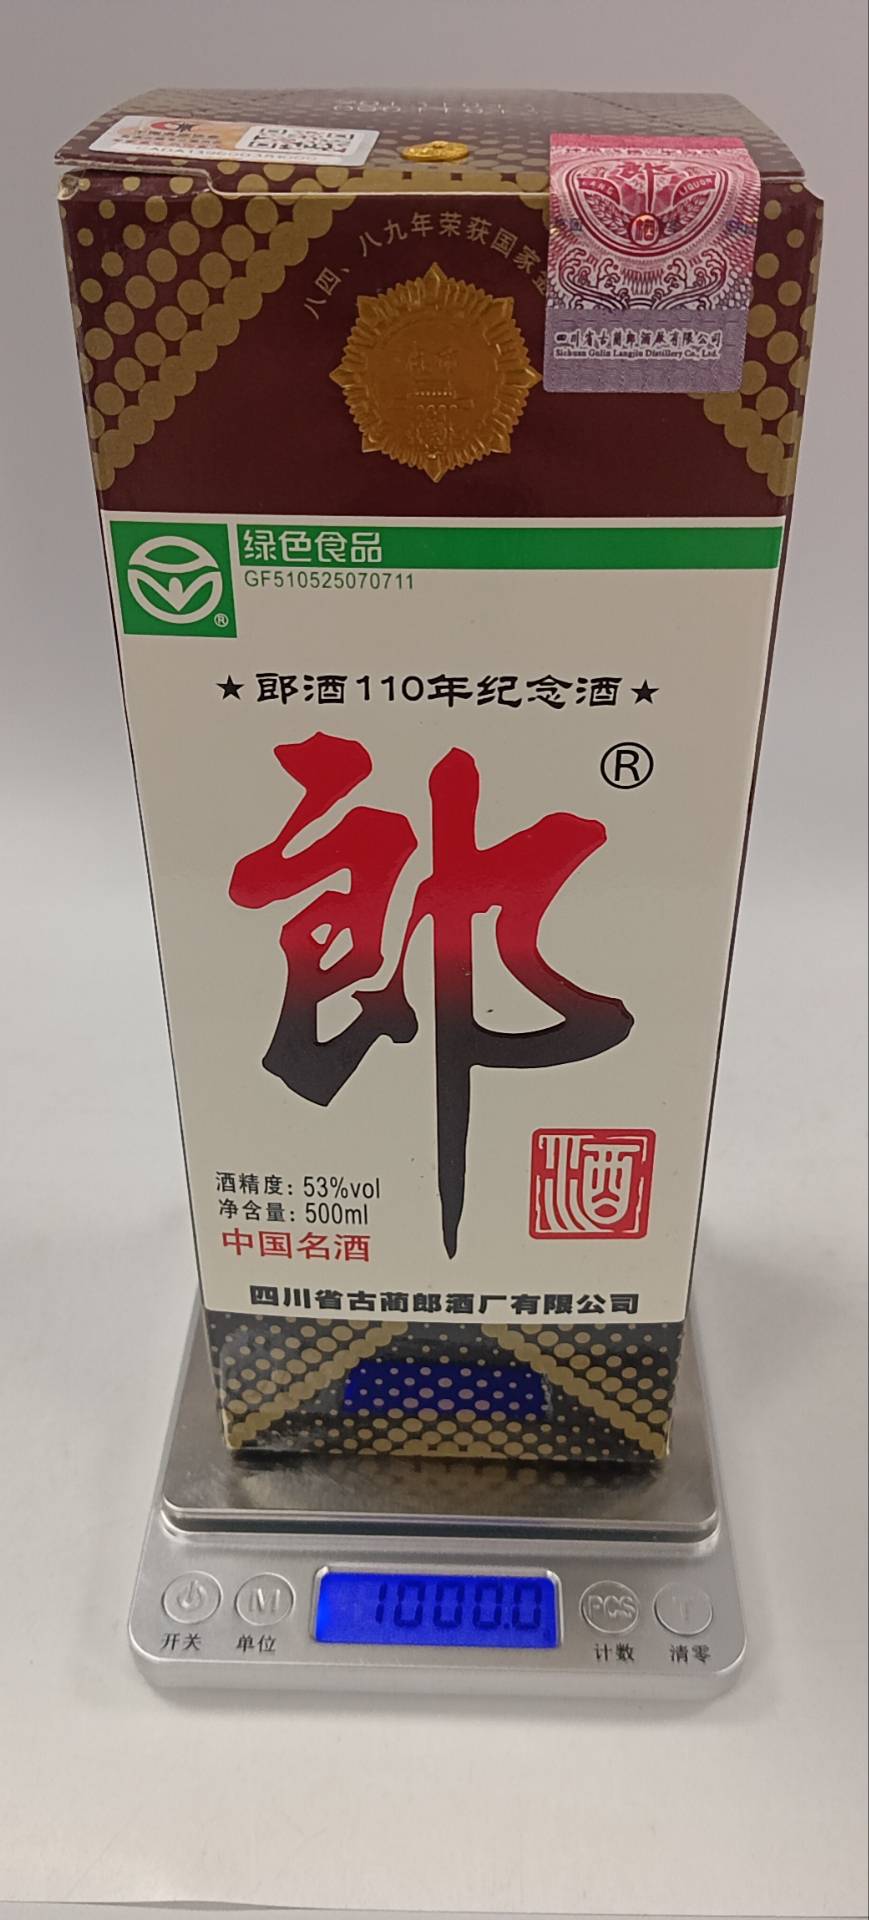 八四、八九年荣获国家金
郎
LANG
LIQUOR
酒
四川省古蔺郎酒厂有限公司
Sichuan Gulin Langjiu Distillery Co., Ltd.
绿色食品
GF510525070711
®
★郎酒110年纪念酒★
郎®
酒
酒精度：53%vol
净含量：500ml
中国名酒
四川省古蔺郎酒厂有限公司
M 1000.0 PCS T
开关 单位 计数 清零